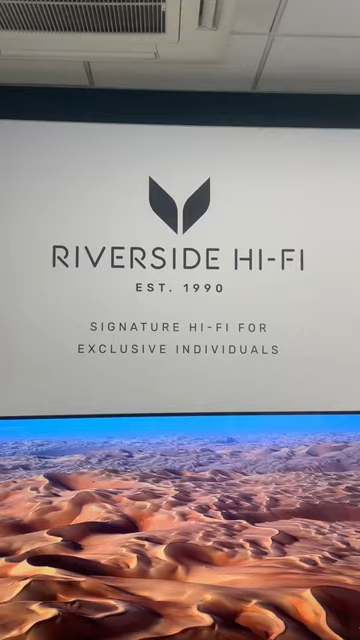 RIVERSIDE HI-FI
EST. 1990
SIGNATURE HI-FI FOR
EXCLUSIVE INDIVIDUALS